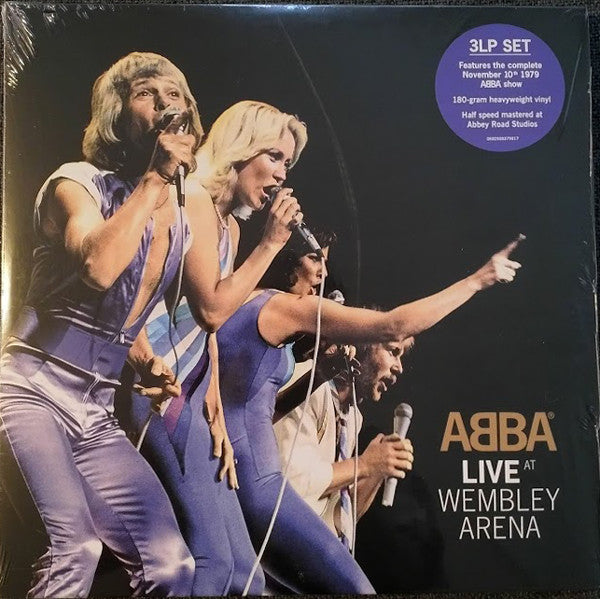 3LP SET
Features the complete
November 10th 1979
ABBA show
180-gram heavyweight vinyl
Half speed mastered at
Abbey Road Studios
ABBA®
LIVE AT
WEMBLEY
ARENA